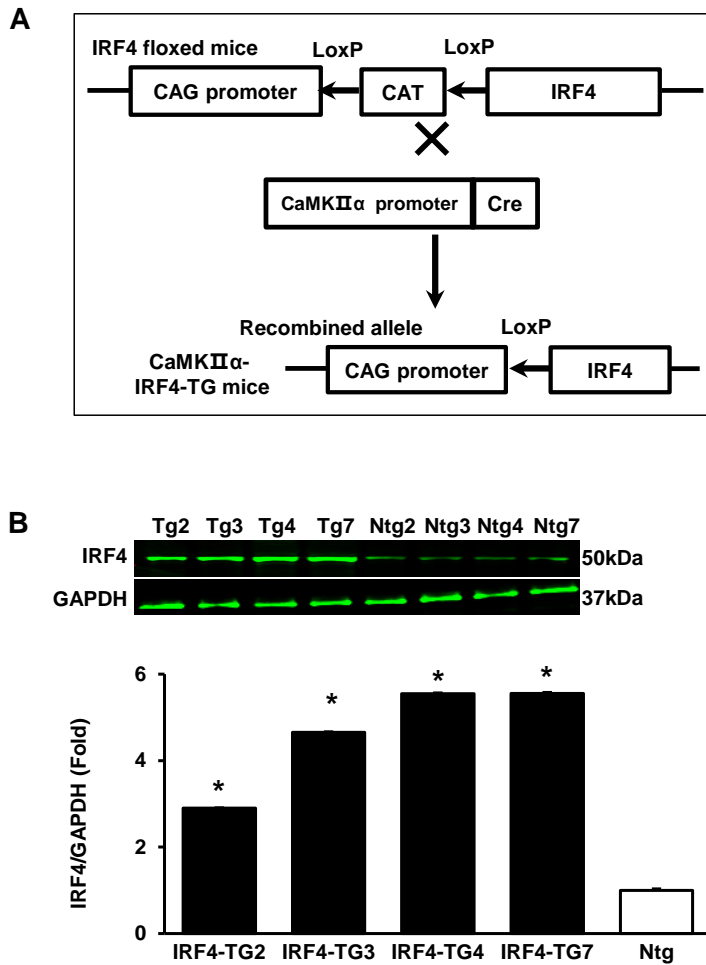 A
IRF4 floxed mice
LoxP
LoxP
CAG promoter
CAT
IRF4
CaMKⅡα promoter
Cre
Recombined allele
LoxP
CaMKⅡα-
IRF4-TG mice
CAG promoter
IRF4
B
Tg2 Tg3 Tg4 Tg7 Ntg2 Ntg3 Ntg4 Ntg7
IRF4
50kDa
GAPDH
37kDa
IRF4/GAPDH (Fold)
6
4
2
0
* * * *
IRF4-TG2 IRF4-TG3 IRF4-TG4 IRF4-TG7 Ntg